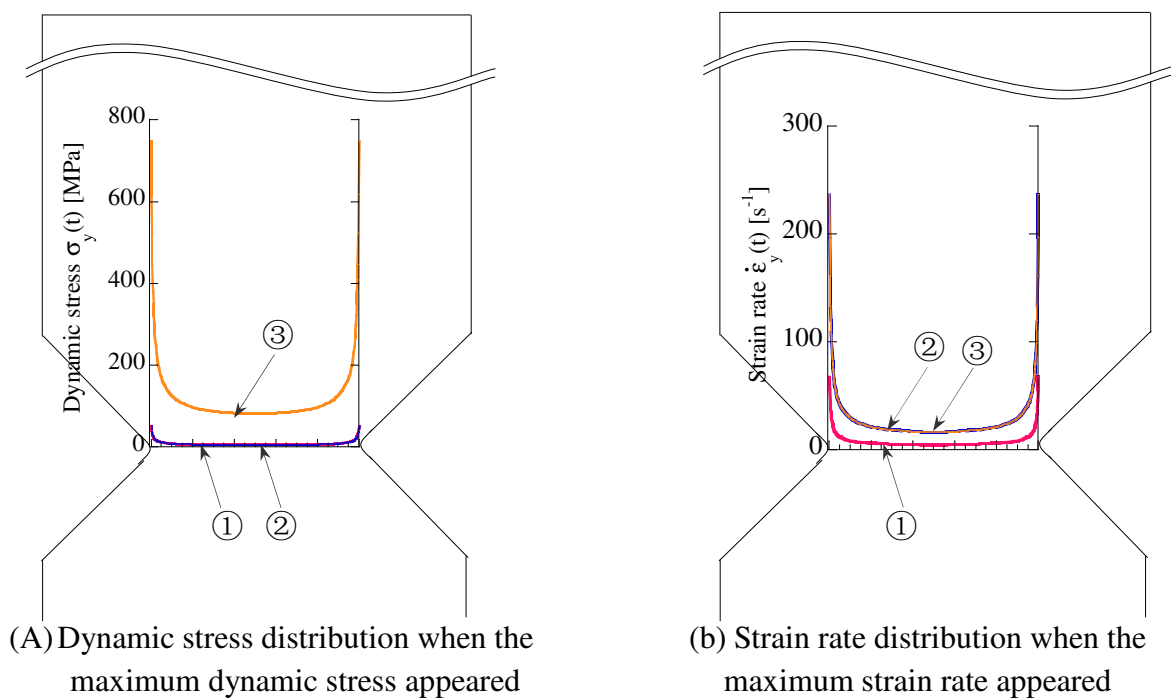 800
600
400
200
0
Dynamic stress σy(t) [MPa]
③
①
②
(A) Dynamic stress distribution when the
maximum dynamic stress appeared
300
200
100
0
Strain rate ε̇y(t) [s⁻¹]
②
③
①
(b) Strain rate distribution when the
maximum strain rate appeared